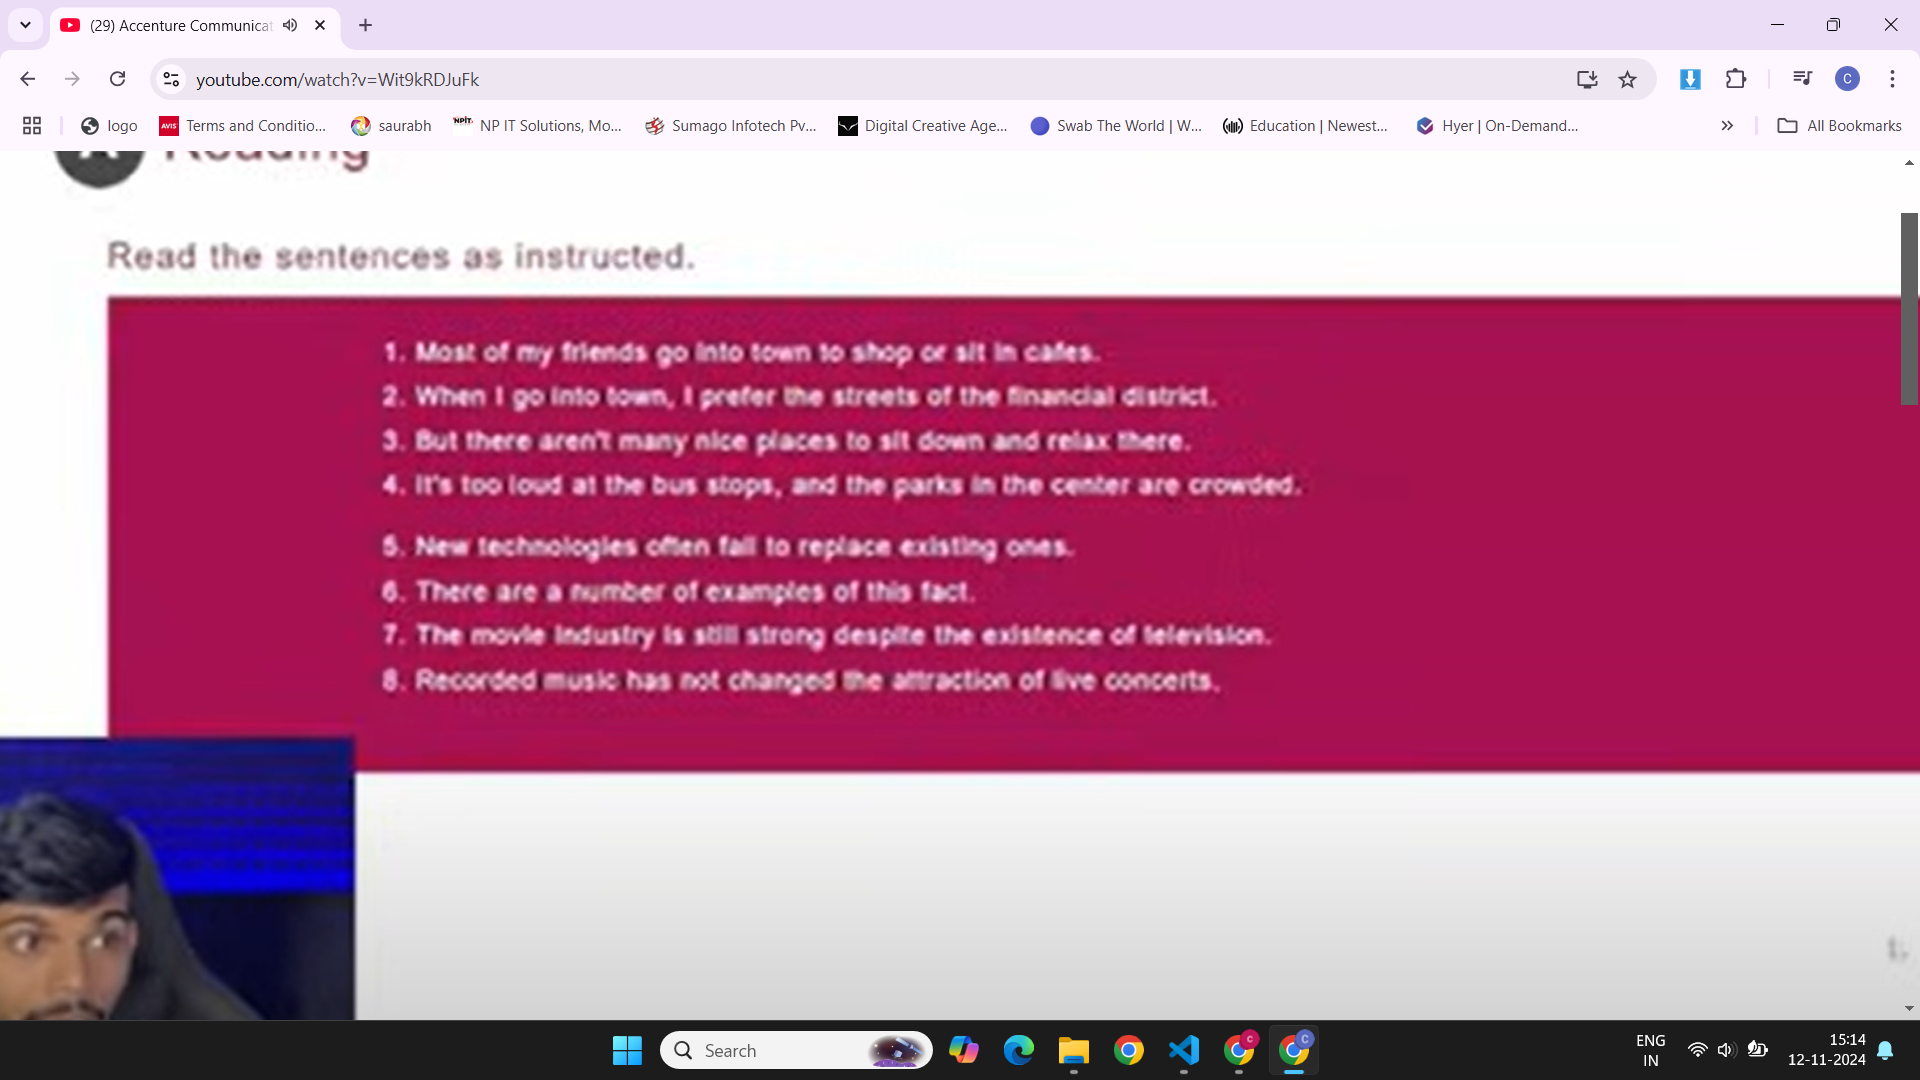 (29) Accenture Communicat
youtube.com/watch?v=Wit9kRDJuFk
C
logo
AVIS Terms and Conditio...
saurabh
NPiT NP IT Solutions, Mo...
Sumago Infotech Pv...
Digital Creative Age...
Swab The World | W...
Education | Newest...
Hyer | On-Demand...
All Bookmarks
Reading
Read the sentences as instructed.
1. Most of my friends go into town to shop or sit in cafes.
2. When I go into town, I prefer the streets of the financial district.
3. But there aren't many nice places to sit down and relax there.
4. It's too loud at the bus stops, and the parks in the center are crowded.
5. New technologies often fail to replace existing ones.
6. There are a number of examples of this fact.
7. The movie industry is still strong despite the existence of television.
8. Recorded music has not changed the attraction of live concerts.
Search
C
C
ENG
IN
15:14
12-11-2024